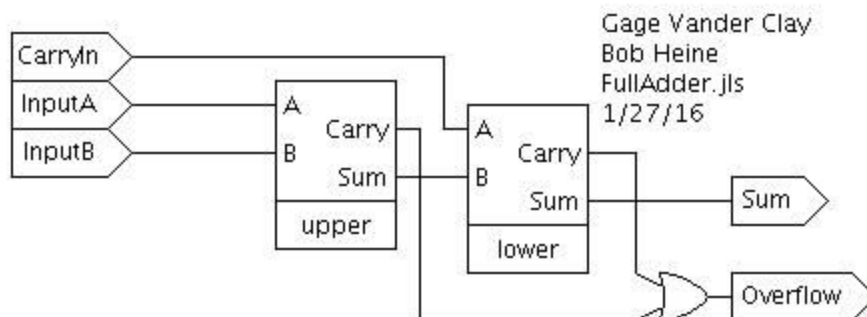 Gage Vander Clay
Bob Heine
FullAdder.jls
1/27/16
CarryIn
InputA
InputB
A
B
Carry
Sum
upper
A
B
Carry
Sum
lower
Sum
Overflow